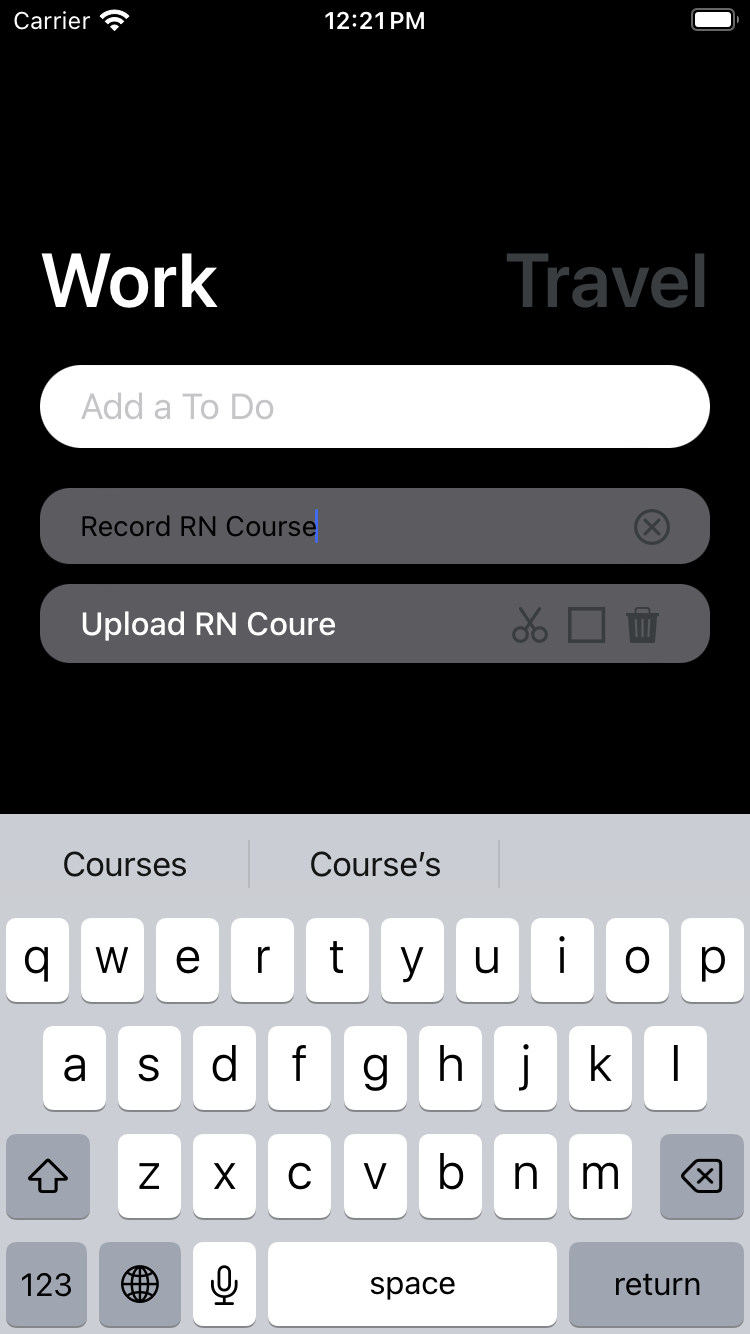 Carrier 12:21 PM
Work Travel
Add a To Do
Record RN Course
Upload RN Coure
Courses Course’s
q w e r t y u i o p
a s d f g h j k l
z x c v b n m
123 space return